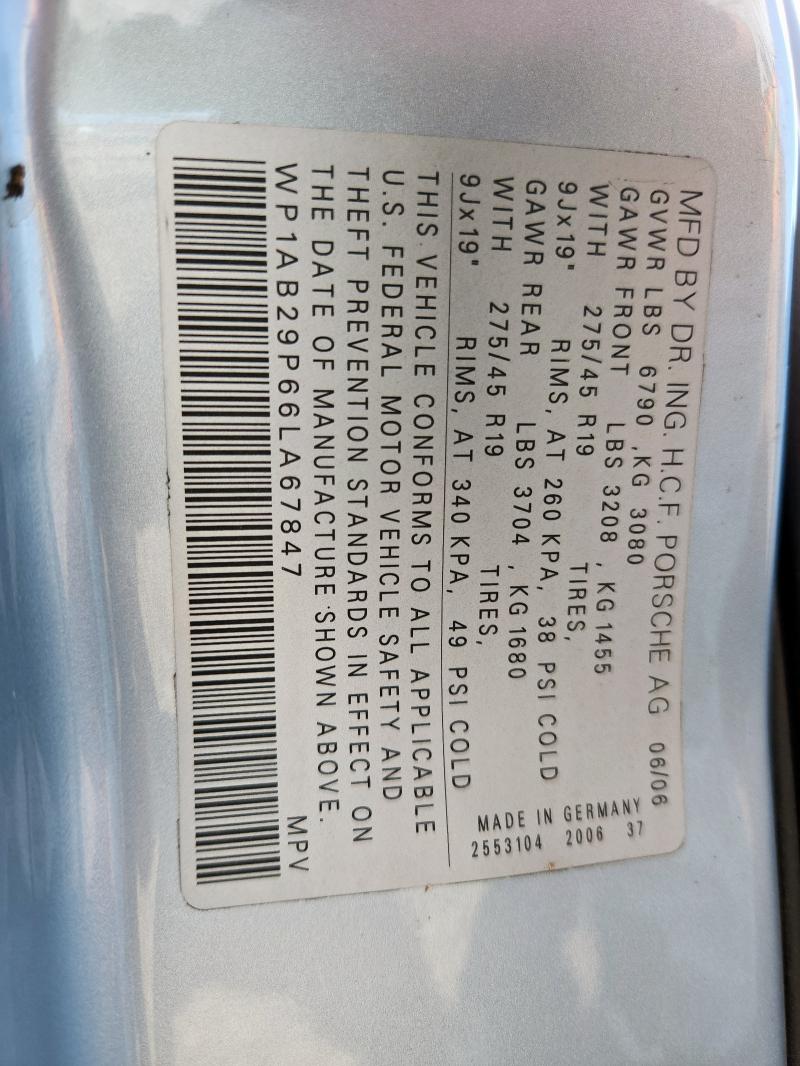 MFD BY DR. ING. H.C.F. PORSCHE AG 06/06
GVWR LBS 6790 ,KG 3080
GAWR FRONT LBS 3208 , KG 1455
WITH 275/45 R19 TIRES,
9Jx19" RIMS, AT 260 KPA, 38 PSI COLD
GAWR REAR LBS 3704 , KG 1680
WITH 275/45 R19 TIRES,
9Jx19" RIMS, AT 340 KPA, 49 PSI COLD
MADE IN GERMANY
2553104 2006 37
THIS VEHICLE CONFORMS TO ALL APPLICABLE
U.S. FEDERAL MOTOR VEHICLE SAFETY AND
THEFT PREVENTION STANDARDS IN EFFECT ON
THE DATE OF MANUFACTURE SHOWN ABOVE.
WP1AB29P66LA67847 MPV